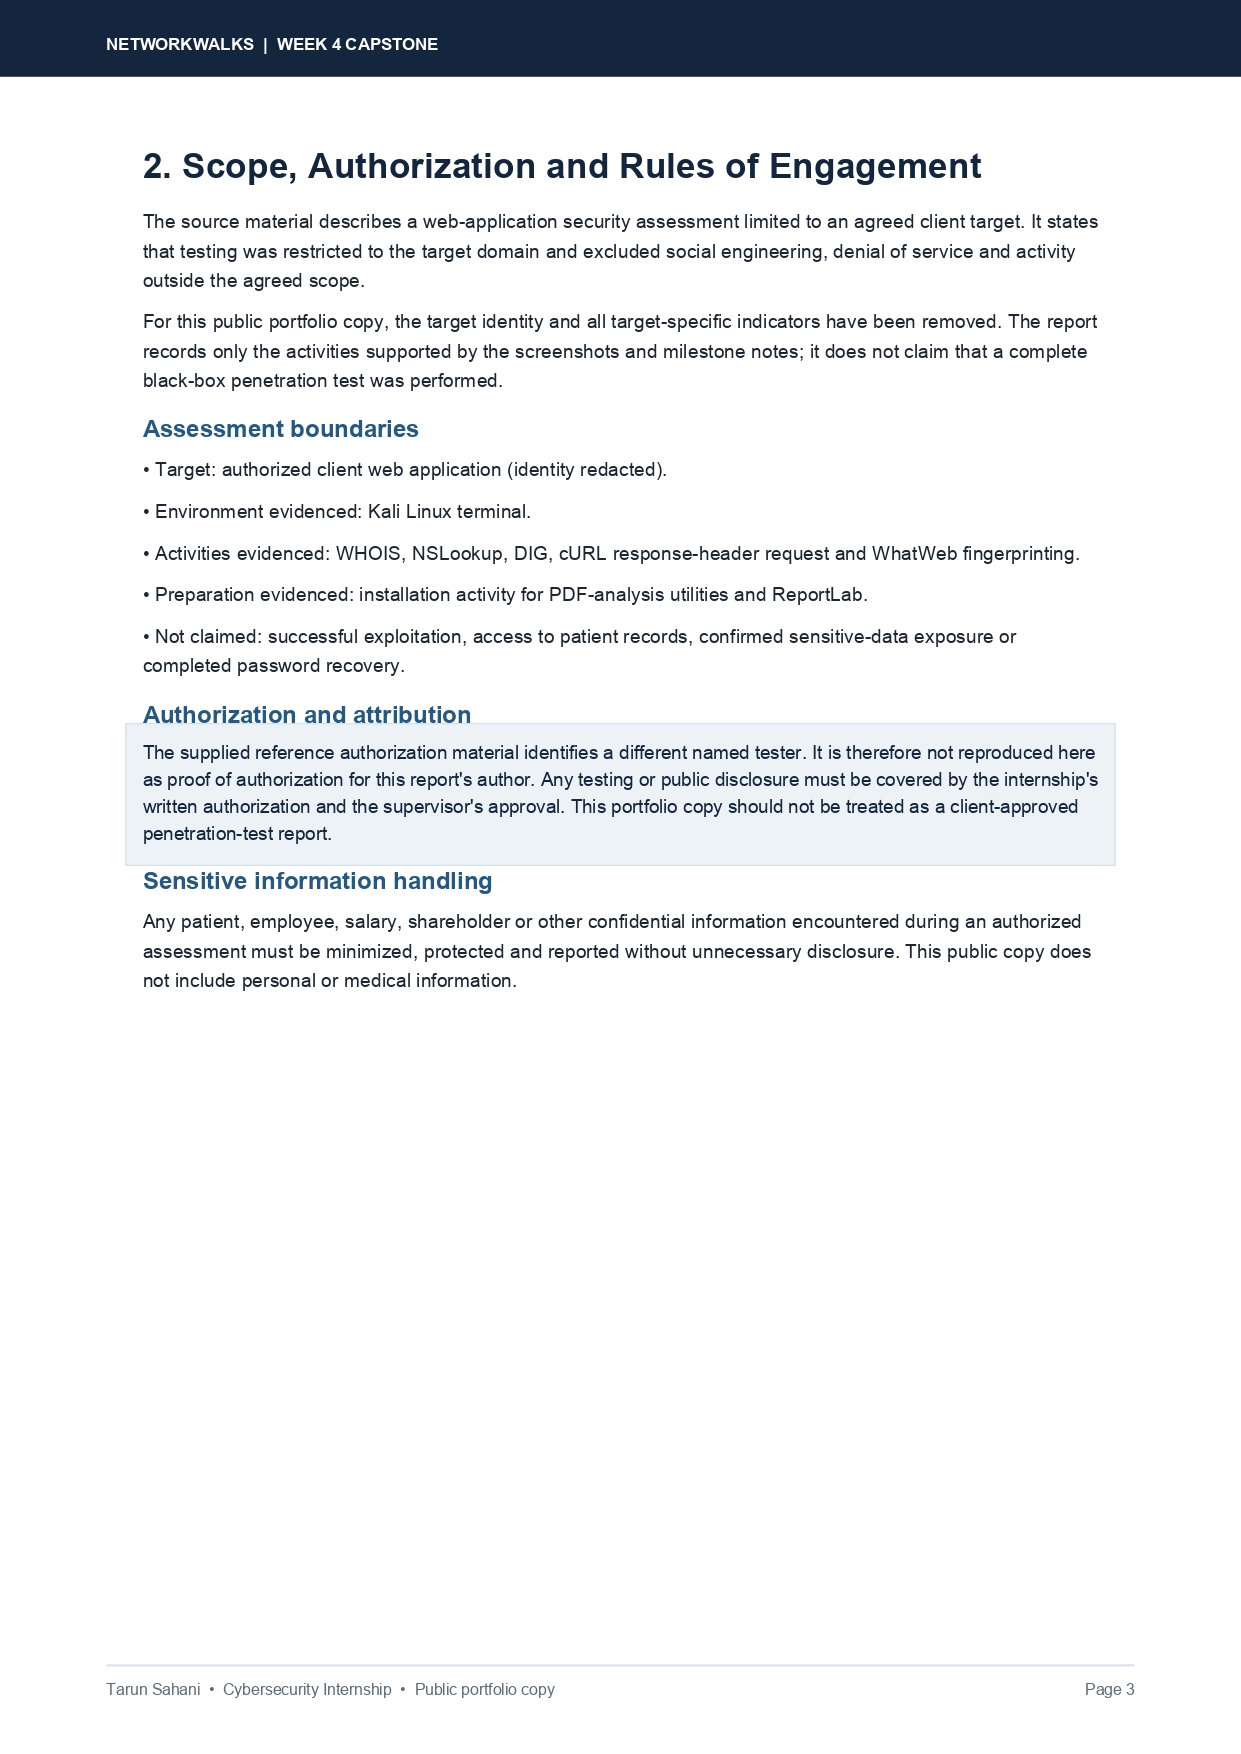 NETWORKWALKS | WEEK 4 CAPSTONE
2. Scope, Authorization and Rules of Engagement
The source material describes a web-application security assessment limited to an agreed client target. It states
that testing was restricted to the target domain and excluded social engineering, denial of service and activity
outside the agreed scope.
For this public portfolio copy, the target identity and all target-specific indicators have been removed. The report
records only the activities supported by the screenshots and milestone notes; it does not claim that a complete
black-box penetration test was performed.
Assessment boundaries
• Target: authorized client web application (identity redacted).
• Environment evidenced: Kali Linux terminal.
• Activities evidenced: WHOIS, NSLookup, DIG, cURL response-header request and WhatWeb fingerprinting.
• Preparation evidenced: installation activity for PDF-analysis utilities and ReportLab.
• Not claimed: successful exploitation, access to patient records, confirmed sensitive-data exposure or
completed password recovery.
Authorization and attribution
The supplied reference authorization material identifies a different named tester. It is therefore not reproduced here
as proof of authorization for this report's author. Any testing or public disclosure must be covered by the internship's
written authorization and the supervisor's approval. This portfolio copy should not be treated as a client-approved
penetration-test report.
Sensitive information handling
Any patient, employee, salary, shareholder or other confidential information encountered during an authorized
assessment must be minimized, protected and reported without unnecessary disclosure. This public copy does
not include personal or medical information.
Tarun Sahani • Cybersecurity Internship • Public portfolio copy
Page 3